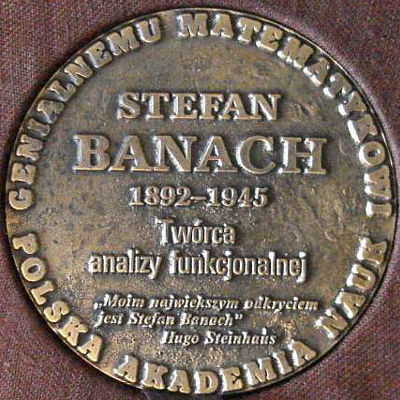 GENIALNEMU MATEMATYKOWI
STEFAN
BANACH
1892–1945
Twórca
analizy funkcjonalnej
„Moim największym odkryciem
jest Stefan Banach”
Hugo Steinhaus
POLSKA AKADEMIA NAUK